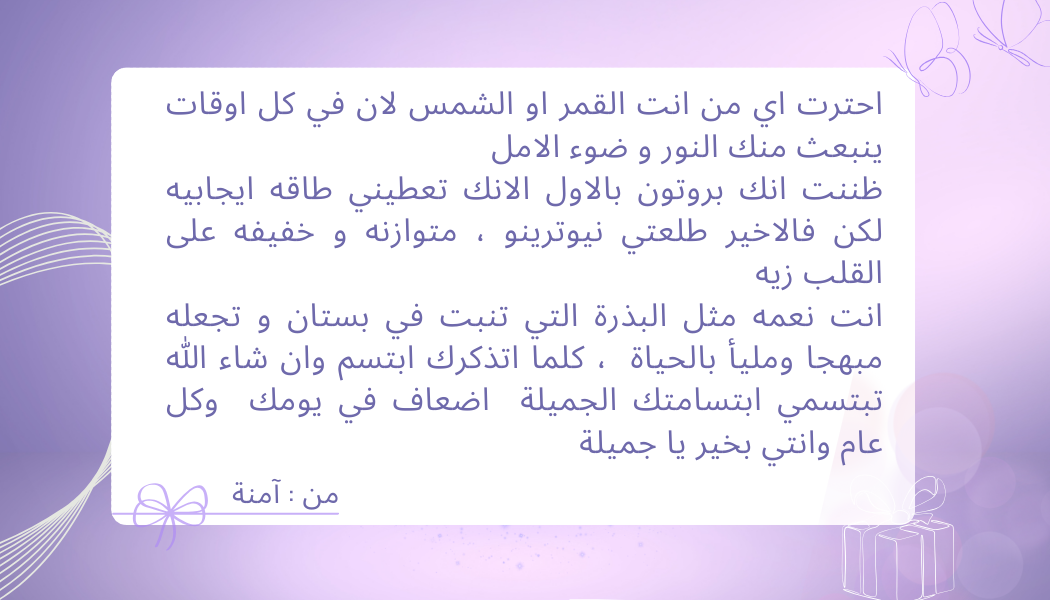 احترت اي من انت القمر او الشمس لان في كل اوقات
ينبعث منك النور و ضوء الامل
ظننت انك بروتون بالاول الانك تعطيني طاقه ايجابيه
لكن فالاخير طلعتي نيوترينو ، متوازنه و خفيفه على
القلب زيه
انت نعمه مثل البذرة التي تنبت في بستان و تجعله
مبهجا ومليأ بالحياة ، كلما اتذكرك ابتسم وان شاء الله
تبتسمي ابتسامتك الجميلة اضعاف في يومك وكل
عام وانتي بخير يا جميلة
من : آمنة